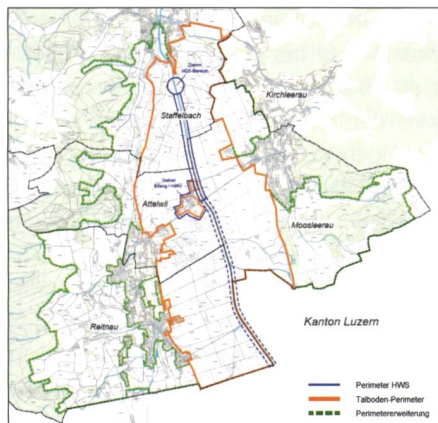 Kirchleerau
Staffelbach
Attelwil
Moosleerau
Reitnau
Kanton Luzern
Perimeter HWS
Talboden-Perimeter
Perimetererweiterung